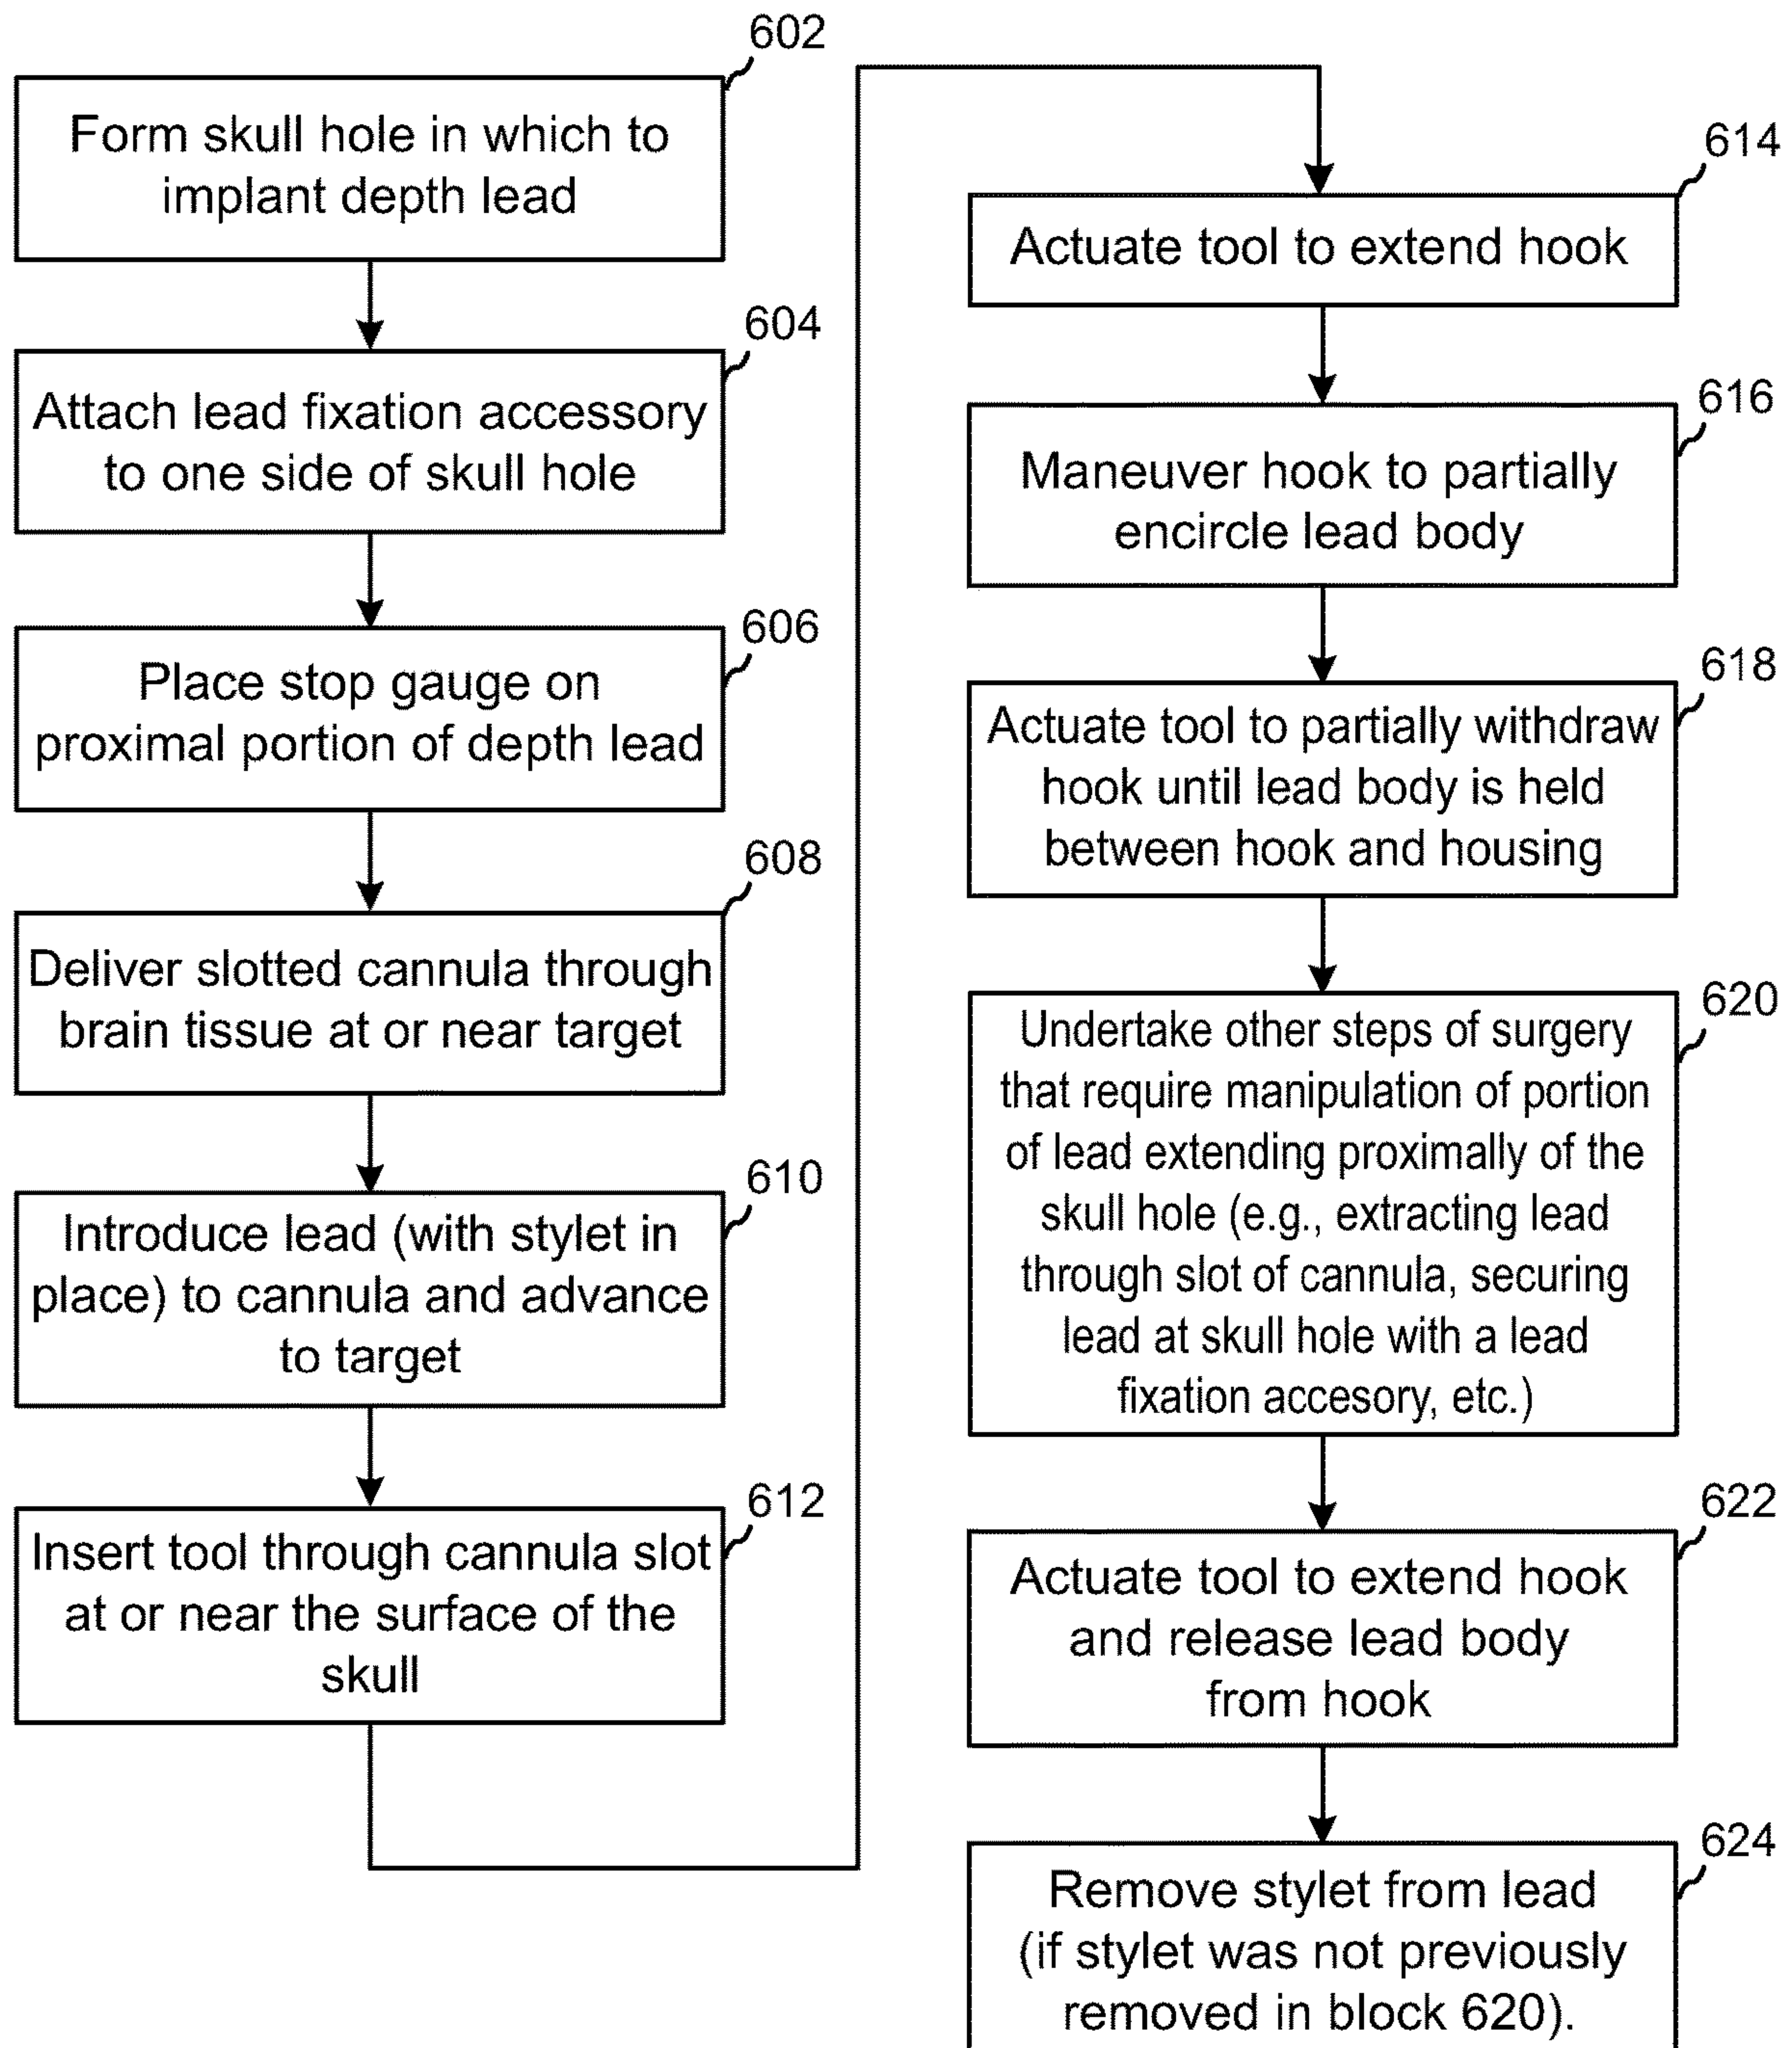 602
Form skull hole in which to
implant depth lead
604
Attach lead fixation accessory
to one side of skull hole
606
Place stop gauge on
proximal portion of depth lead
608
Deliver slotted cannula through
brain tissue at or near target
610
Introduce lead (with stylet in
place) to cannula and advance
to target
612
Insert tool through cannula slot
at or near the surface of the
skull
614
Actuate tool to extend hook
616
Maneuver hook to partially
encircle lead body
618
Actuate tool to partially withdraw
hook until lead body is held
between hook and housing
620
Undertake other steps of surgery
that require manipulation of portion
of lead extending proximally of the
skull hole (e.g., extracting lead
through slot of cannula, securing
lead at skull hole with a lead
fixation accesory, etc.)
622
Actuate tool to extend hook
and release lead body
from hook
624
Remove stylet from lead
(if stylet was not previously
removed in block 620).